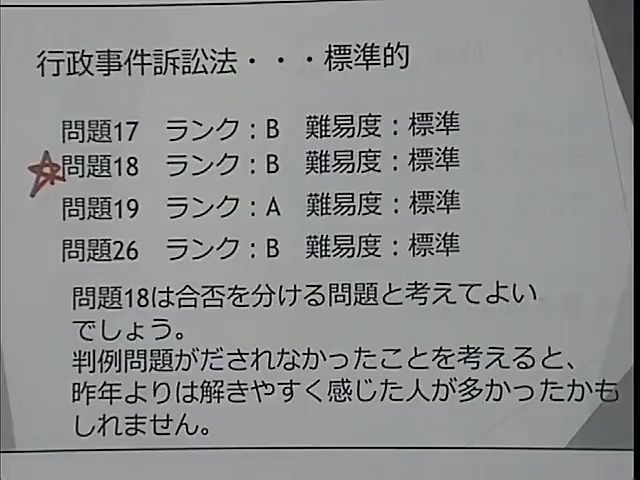 行政事件訴訟法・・・標準的
問題17　ランク：B　難易度：標準
問題18　ランク：B　難易度：標準
問題19　ランク：A　難易度：標準
問題26　ランク：B　難易度：標準
問題18は合否を分ける問題と考えてよい
でしょう。
判例問題がだされなかったことを考えると、
昨年よりは解きやすく感じた人が多かったかも
しれません。